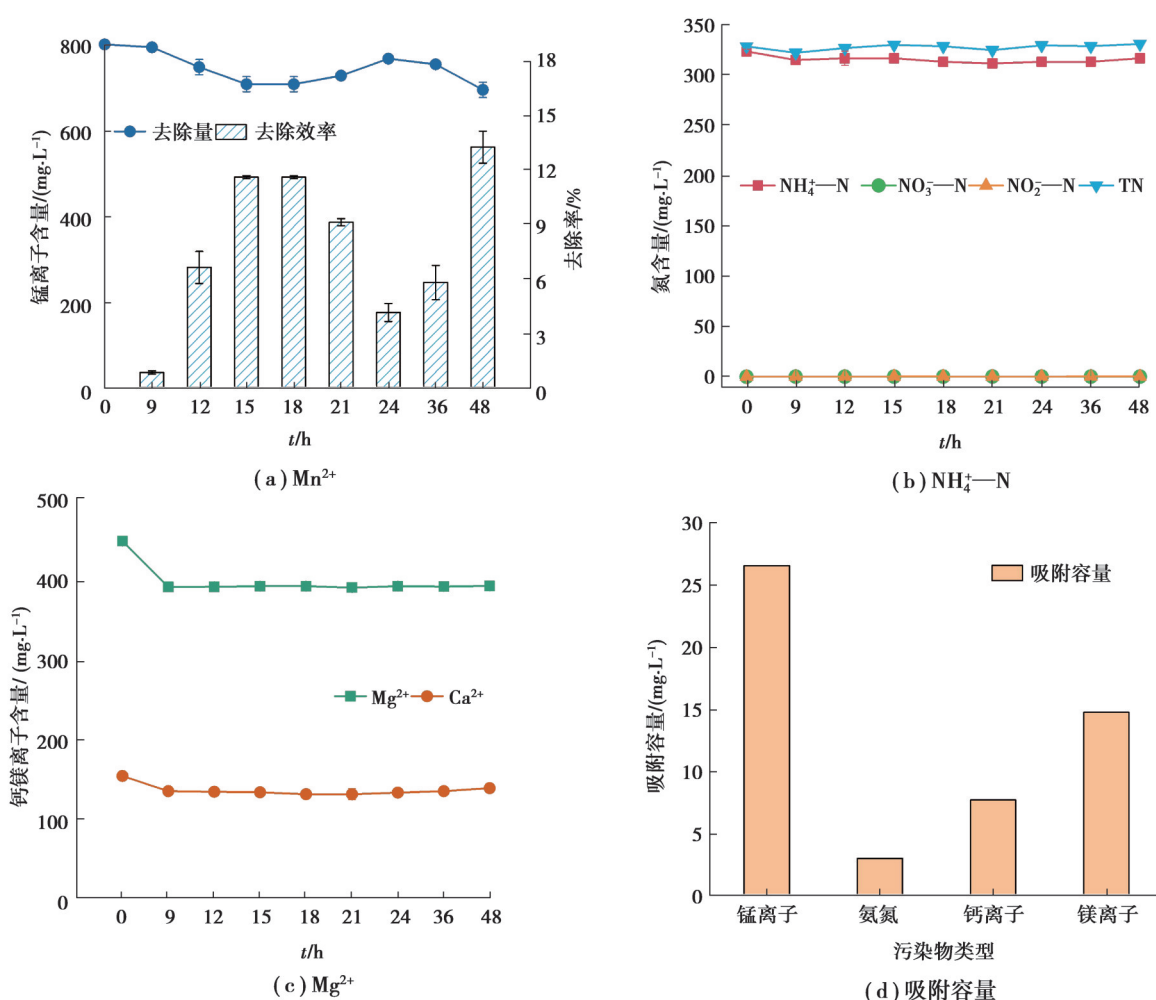 800
600
400
200
0
锰离子含量/(mg·L⁻¹)
去除量 去除效率
18
15
12
9
6
3
0
去除率/%
0 9 12 15 18 21 24 36 48
t/h
(a) Mn²⁺
350
300
250
200
150
100
50
0
氮含量/(mg·L⁻¹)
NH₄⁺—N NO₃⁻—N NO₂⁻—N TN
0 9 12 15 18 21 24 36 48
t/h
(b) NH₄⁺—N
500
400
300
150
100
0
钙镁离子含量/ (mg·L⁻¹)
Mg²⁺ Ca²⁺
0 9 12 15 18 21 24 36 48
t/h
(c) Mg²⁺
30
25
20
15
10
5
0
吸附容量/(mg·L⁻¹)
吸附容量
锰离子 氨氮 钙离子 镁离子
污染物类型
(d) 吸附容量